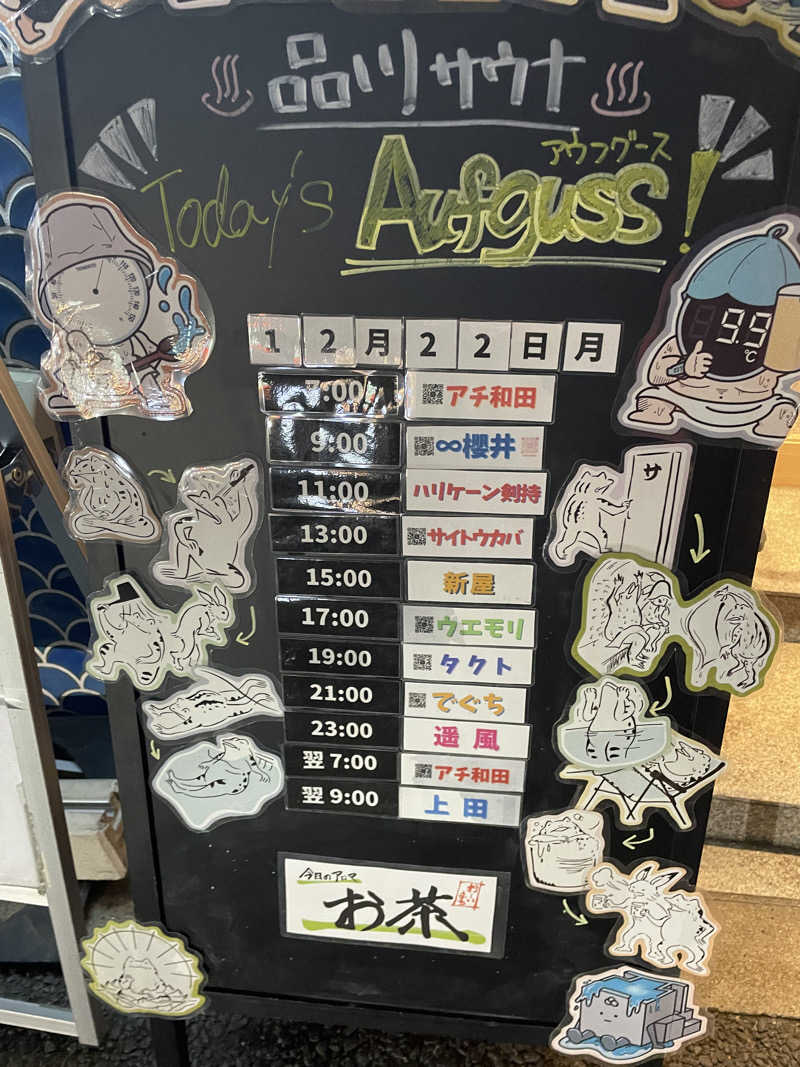 品川サウナ
アウフグース
Today's Aufguss!
12月22日月
7:00 アチ和田
9:00 ∞櫻井
11:00 ハリケーン剣持
13:00 サイトウカバ
15:00 新屋
17:00 ウエモリ
19:00 タクト
21:00 でぐち
23:00 遥風
翌7:00 アチ和田
翌9:00 上田
今日のアロマ
お茶
サ
9.9
℃